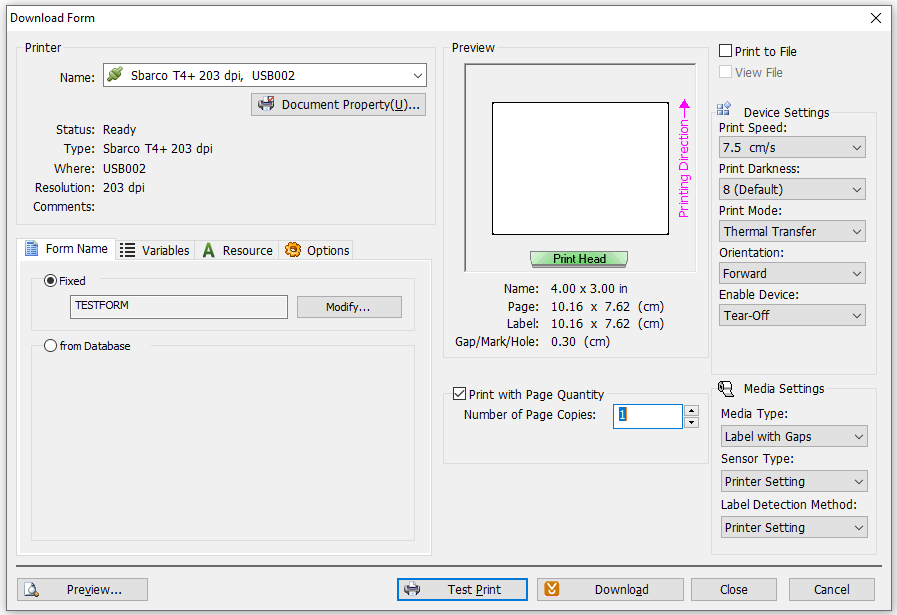 Download Form
Printer
Name:
Sbarco T4+ 203 dpi, USB002
Document Property(U)...
Status: Ready
Type: Sbarco T4+ 203 dpi
Where: USB002
Resolution: 203 dpi
Comments:
Form Name
Variables
Resource
Options
Fixed
TESTFORM
Modify...
from Database
Preview
Printing Direction
Print Head
Name: 4.00 x 3.00 in
Page: 10.16 x 7.62 (cm)
Label: 10.16 x 7.62 (cm)
Gap/Mark/Hole: 0.30 (cm)
Print with Page Quantity
Number of Page Copies: 1
Print to File
View File
Device Settings
Print Speed:
7.5 cm/s
Print Darkness:
8 (Default)
Print Mode:
Thermal Transfer
Orientation:
Forward
Enable Device:
Tear-Off
Media Settings
Media Type:
Label with Gaps
Sensor Type:
Printer Setting
Label Detection Method:
Printer Setting
Preview...
Test Print
Download
Close
Cancel